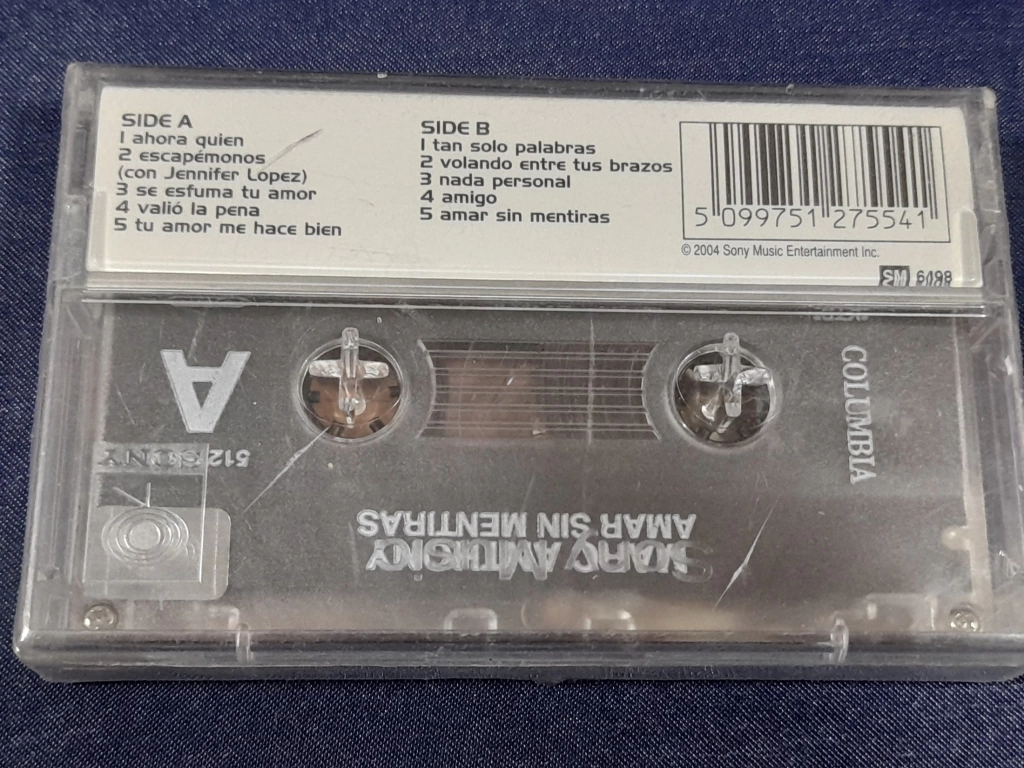 SIDE A
1 ahora quien
2 escapémonos
(con Jennifer Lopez)
3 se esfuma tu amor
4 valió la pena
5 tu amor me hace bien
SIDE B
1 tan solo palabras
2 volando entre tus brazos
3 nada personal
4 amigo
5 amar sin mentiras
5 099751 275541
© 2004 Sony Music Entertainment Inc.
SM 6498
A
COLUMBIA
512
SONY
AMAR SIN MENTIRAS
MARC ANTHONY